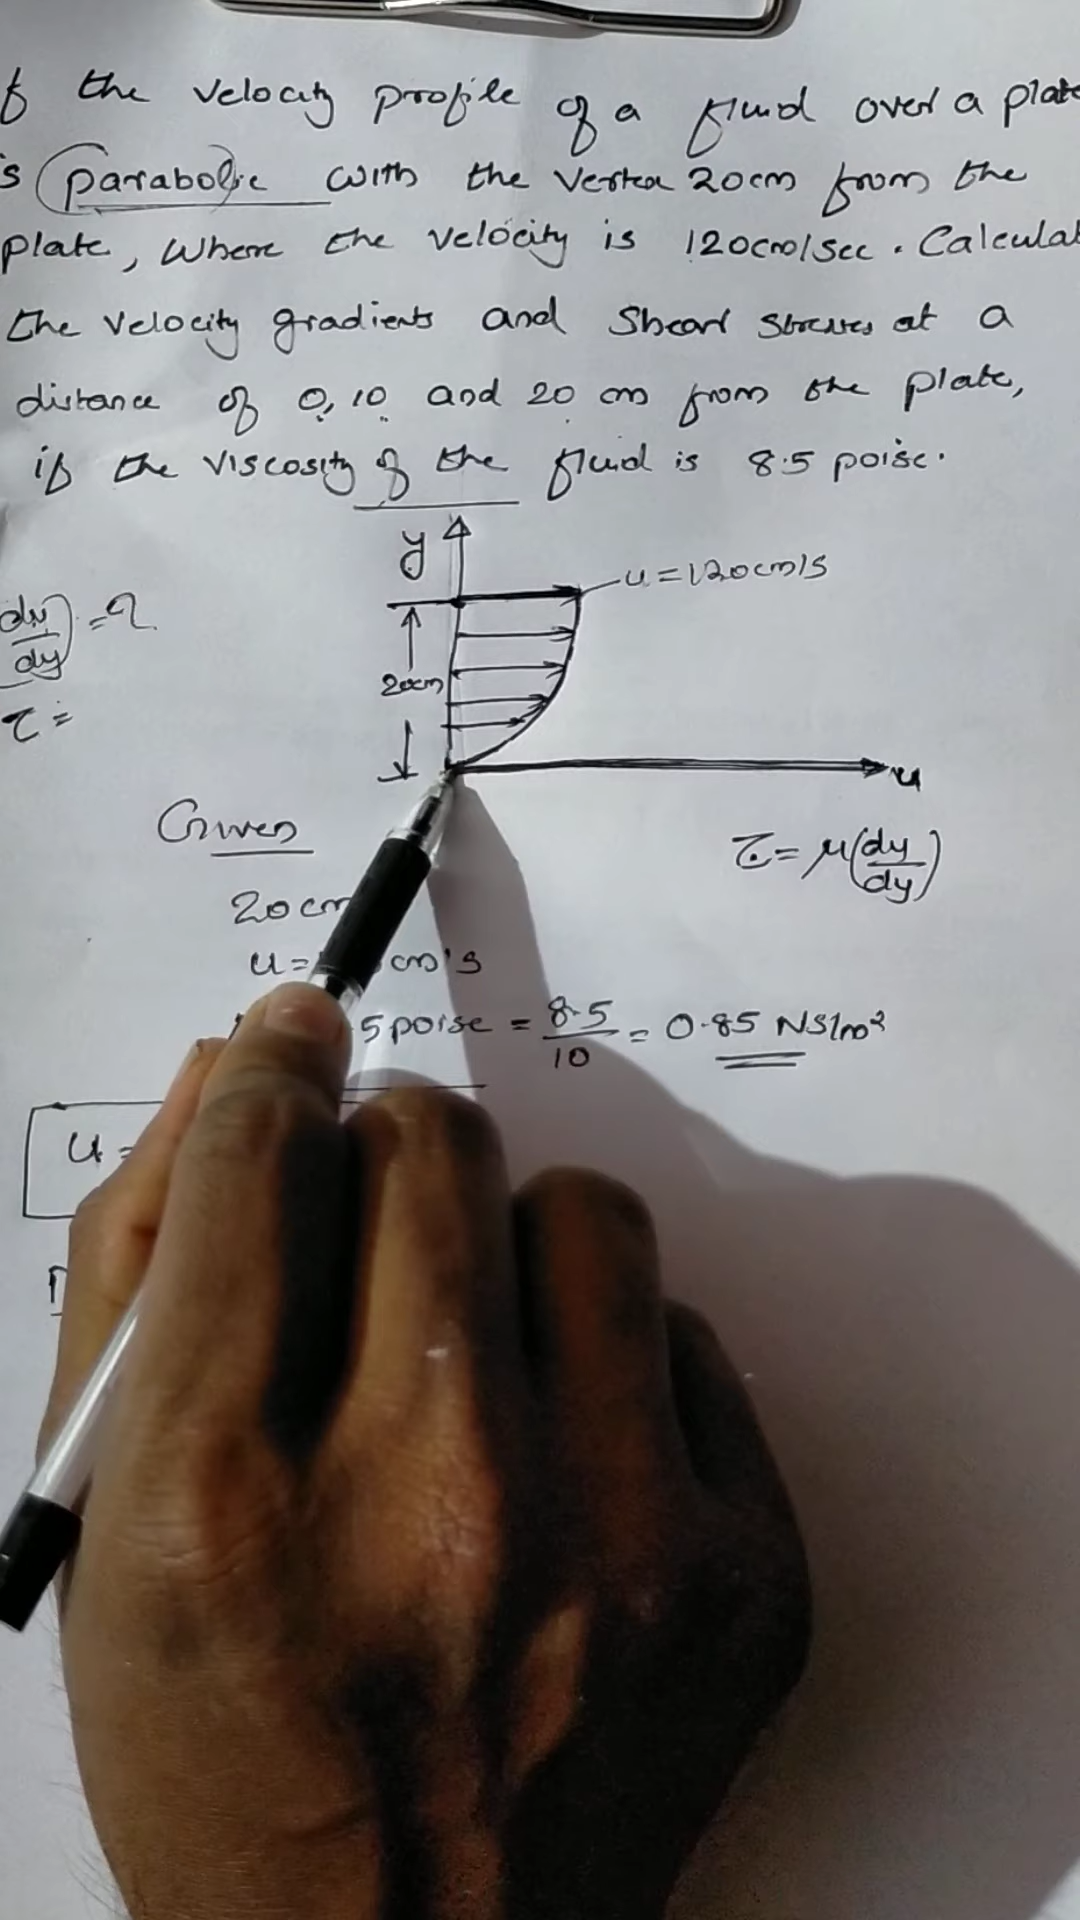 f the velocity profile of a fluid over a plate
is parabolic with the vertex 20cm from the
plate, where the velocity is 120cm/sec. Calculat
the velocity gradients and shear stresses at a
distance of 0, 10 and 20 cm from the plate,
if the viscosity of the fluid is 8.5 poise.
y
u=120cm/s
(du/dy) = ?
20cm
τ =
u
Given
τ = μ(du/dy)
20cm
u= cm/s
5 poise = 8.5/10 = 0.85 NS/m²
u =